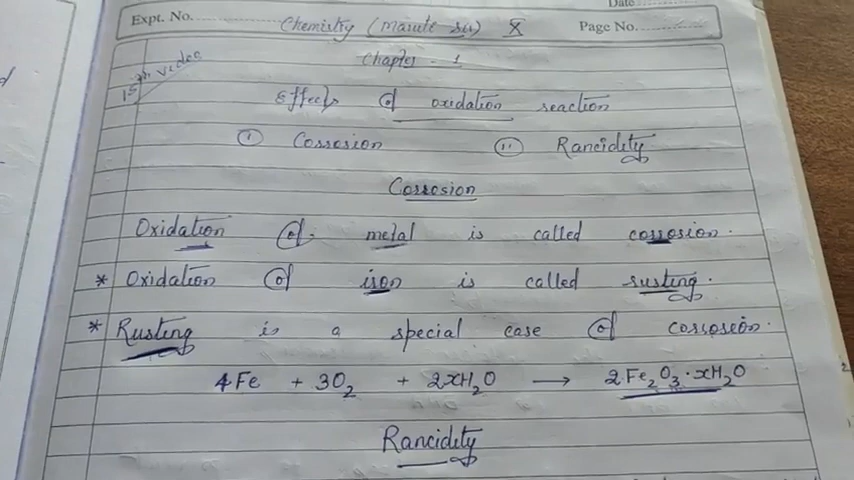 Date
Expt. No. Chemistry (Manite sir) X Page No.
15th video
Chapter - 1
Effects of oxidation reaction
(i) Corrosion (ii) Rancidity
Corrosion
Oxidation of metal is called corrosion.
* Oxidation of iron is called rusting.
* Rusting is a special case of corrosion.
4Fe + 3O₂ + 2xH₂O → 2Fe₂O₃·xH₂O
Rancidity